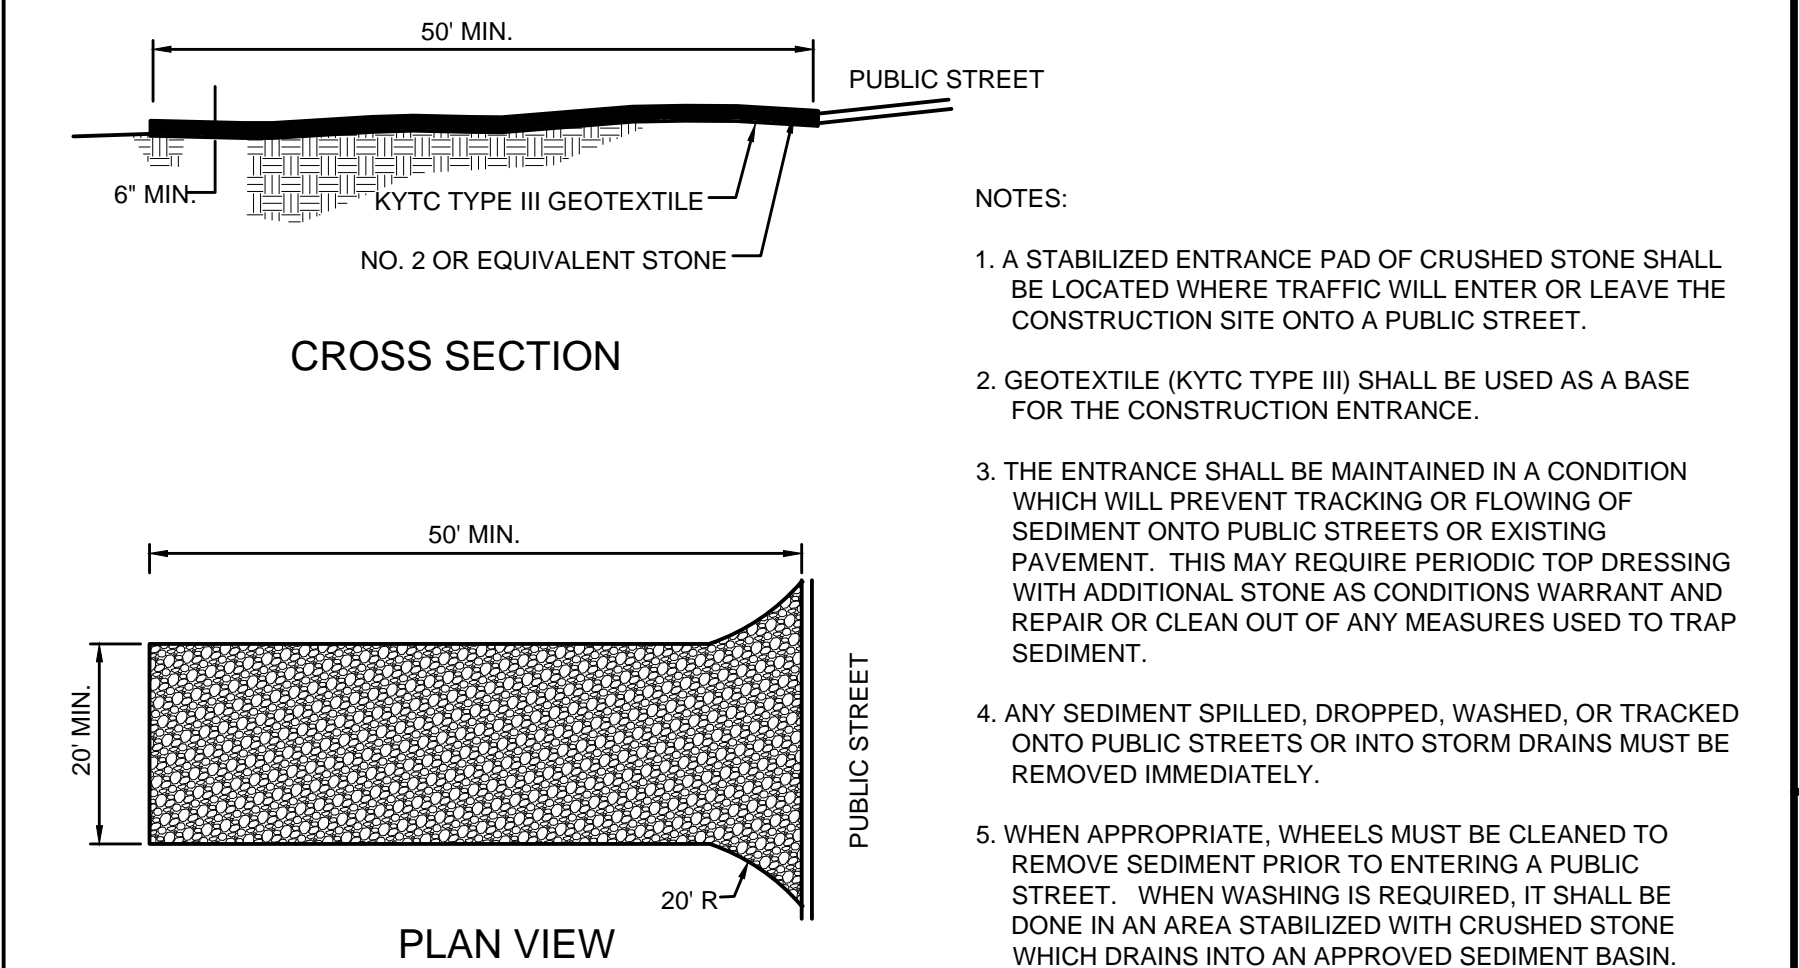 50' MIN.
PUBLIC STREET
6" MIN.
KYTC TYPE III GEOTEXTILE
NO. 2 OR EQUIVALENT STONE
CROSS SECTION
50' MIN.
20' MIN.
PUBLIC STREET
20' R
PLAN VIEW
NOTES:
1. A STABILIZED ENTRANCE PAD OF CRUSHED STONE SHALL
BE LOCATED WHERE TRAFFIC WILL ENTER OR LEAVE THE
CONSTRUCTION SITE ONTO A PUBLIC STREET.
2. GEOTEXTILE (KYTC TYPE III) SHALL BE USED AS A BASE
FOR THE CONSTRUCTION ENTRANCE.
3. THE ENTRANCE SHALL BE MAINTAINED IN A CONDITION
WHICH WILL PREVENT TRACKING OR FLOWING OF
SEDIMENT ONTO PUBLIC STREETS OR EXISTING
PAVEMENT. THIS MAY REQUIRE PERIODIC TOP DRESSING
WITH ADDITIONAL STONE AS CONDITIONS WARRANT AND
REPAIR OR CLEAN OUT OF ANY MEASURES USED TO TRAP
SEDIMENT.
4. ANY SEDIMENT SPILLED, DROPPED, WASHED, OR TRACKED
ONTO PUBLIC STREETS OR INTO STORM DRAINS MUST BE
REMOVED IMMEDIATELY.
5. WHEN APPROPRIATE, WHEELS MUST BE CLEANED TO
REMOVE SEDIMENT PRIOR TO ENTERING A PUBLIC
STREET. WHEN WASHING IS REQUIRED, IT SHALL BE
DONE IN AN AREA STABILIZED WITH CRUSHED STONE
WHICH DRAINS INTO AN APPROVED SEDIMENT BASIN.